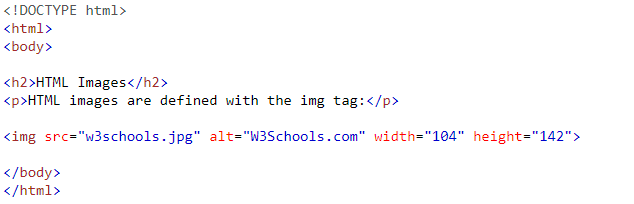 <!DOCTYPE html>
<html>
<body>
<h2>HTML Images</h2>
<p>HTML images are defined with the img tag:</p>
<img src="w3schools.jpg" alt="W3Schools.com" width="104" height="142">
</body>
</html>